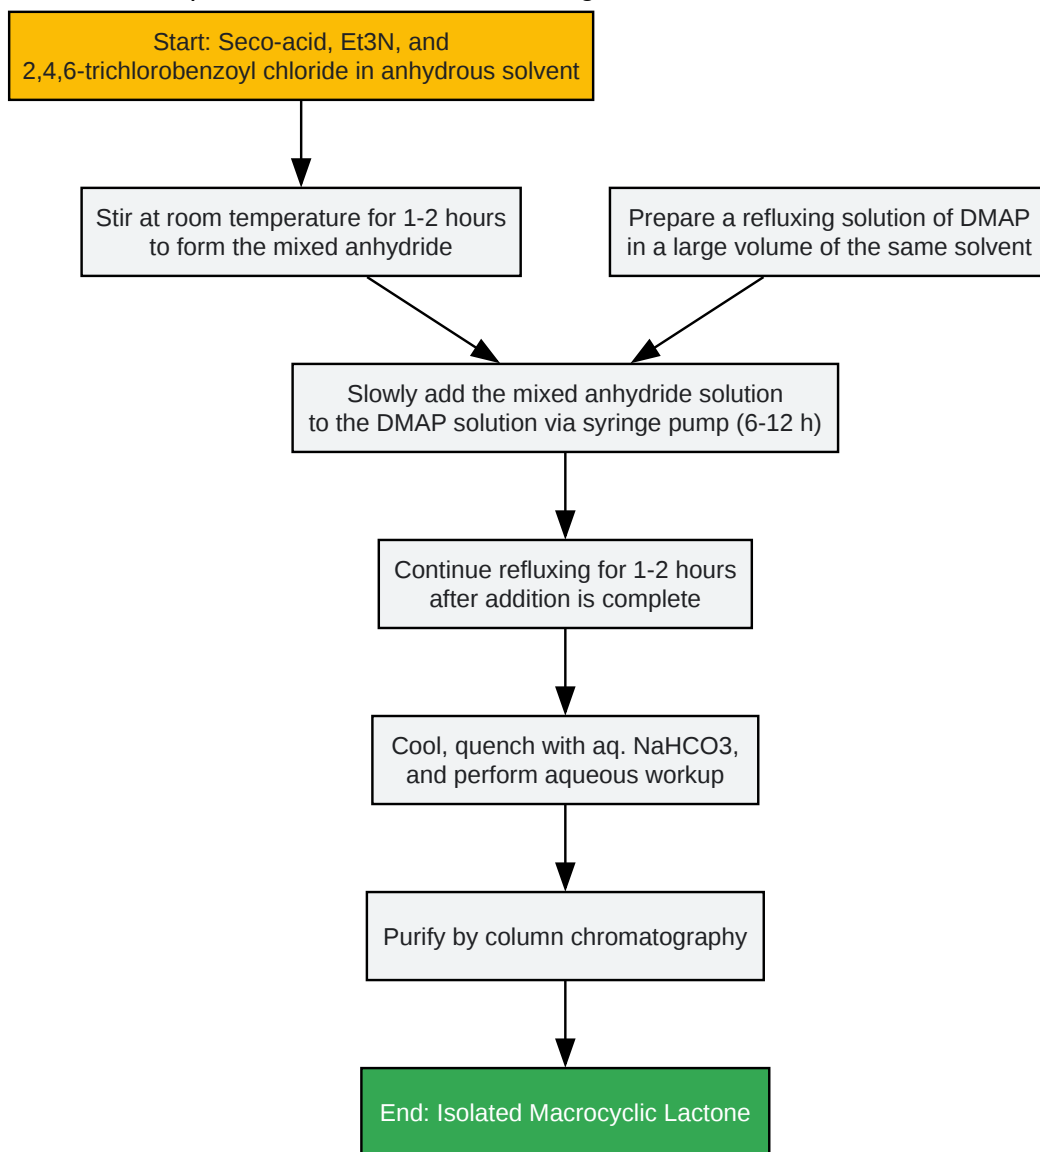 Start: Seco-acid, Et3N, and
2,4,6-trichlorobenzoyl chloride in anhydrous solvent
Stir at room temperature for 1-2 hours
to form the mixed anhydride
Prepare a refluxing solution of DMAP
in a large volume of the same solvent
Slowly add the mixed anhydride solution
to the DMAP solution via syringe pump (6-12 h)
Continue refluxing for 1-2 hours
after addition is complete
Cool, quench with aq. NaHCO3,
and perform aqueous workup
Purify by column chromatography
End: Isolated Macrocyclic Lactone